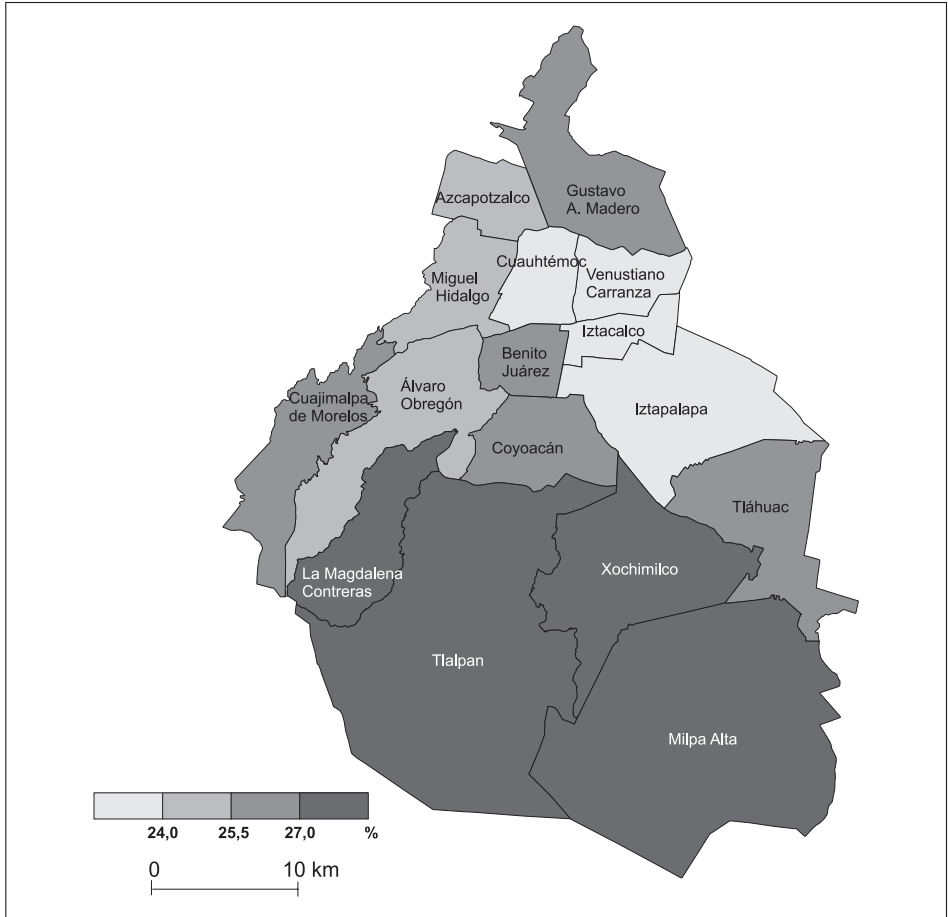 Azcapotzalco
Gustavo
A. Madero
Cuauhtémoc
Venustiano
Carranza
Miguel
Hidalgo
Iztacalco
Benito
Juárez
Cuajimalpa
de Morelos
Álvaro
Obregón
Iztapalapa
Coyoacán
Tláhuac
La Magdalena
Contreras
Xochimilco
Tlalpan
Milpa Alta
24,0 25,5 27,0 %
0 10 km